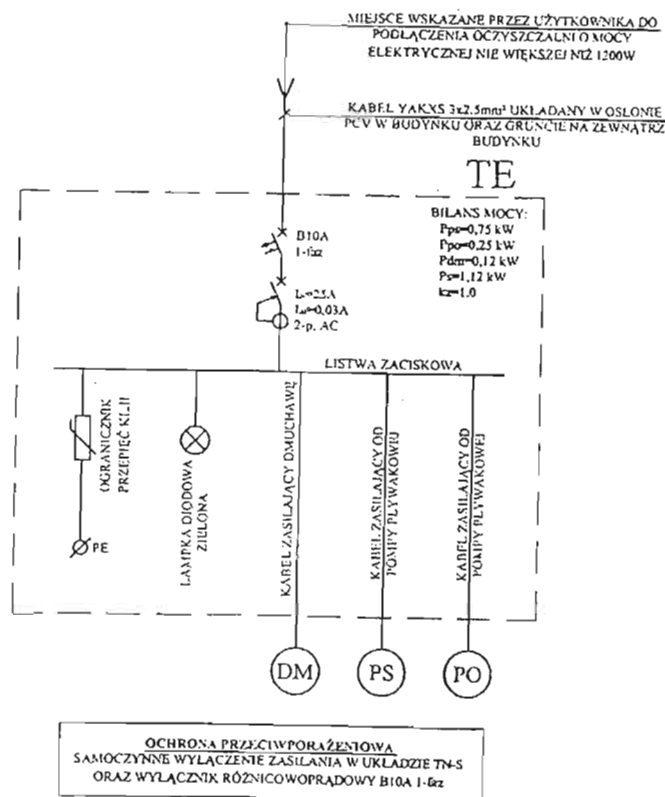 MIEJSCE WSKAZANE PRZEZ UŻYTKOWNIKA DO
PODŁĄCZENIA OCZYSZCZALNI O MOCY
ELEKTRYCZNEJ NIE WIĘKSZEJ NIŻ 1200W
KABEL YAKXS 3x2.5mm² UKŁADANY W OSŁONIE
PCV W BUDYNKU ORAZ GRUNCIE NA ZEWNĄTRZ
BUDYNKU
TE
BILANS MOCY:
Pps=0,75 kW
Ppo=0,25 kW
Pdm=0,12 kW
Ps=1,12 kW
kz=1.0
B10A
1-faz
=25A
=0,03A
2-p, AC
LISTWA ZACISKOWA
OGRANICZNIK
PRZEPIĘĆ KL.II
PE
LAMPKA DIODOWA
ZIELONA
KABEL ZASILAJĄCY DMUCHAWĘ
KABEL ZASILAJĄCY OD
POMPY PŁYWAKOWEJ
KABEL ZASILAJĄCY OD
POMPY PŁYWAKOWEJ
DM
PS
PO
OCHRONA PRZECIWPORAŻENIOWA
SAMOCZYNNE WYŁĄCZENIE ZASILANIA W UKŁADZIE TN-S
ORAZ WYŁĄCZNIK RÓŻNICOWOPRĄDOWY B10A 1-faz